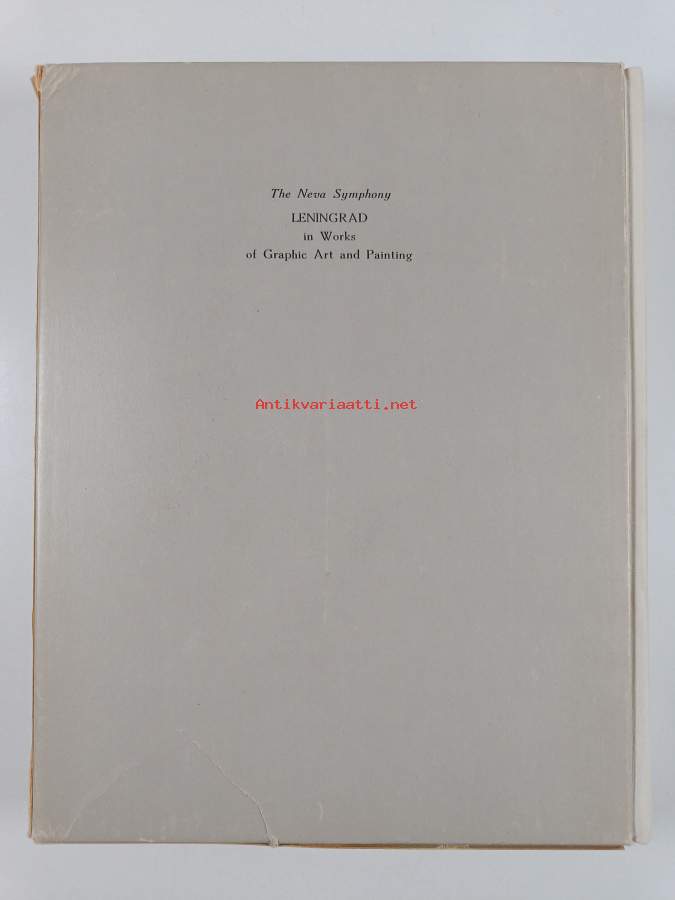 The Neva Symphony
LENINGRAD
in Works
of Graphic Art and Painting
Antikvariaatti.net